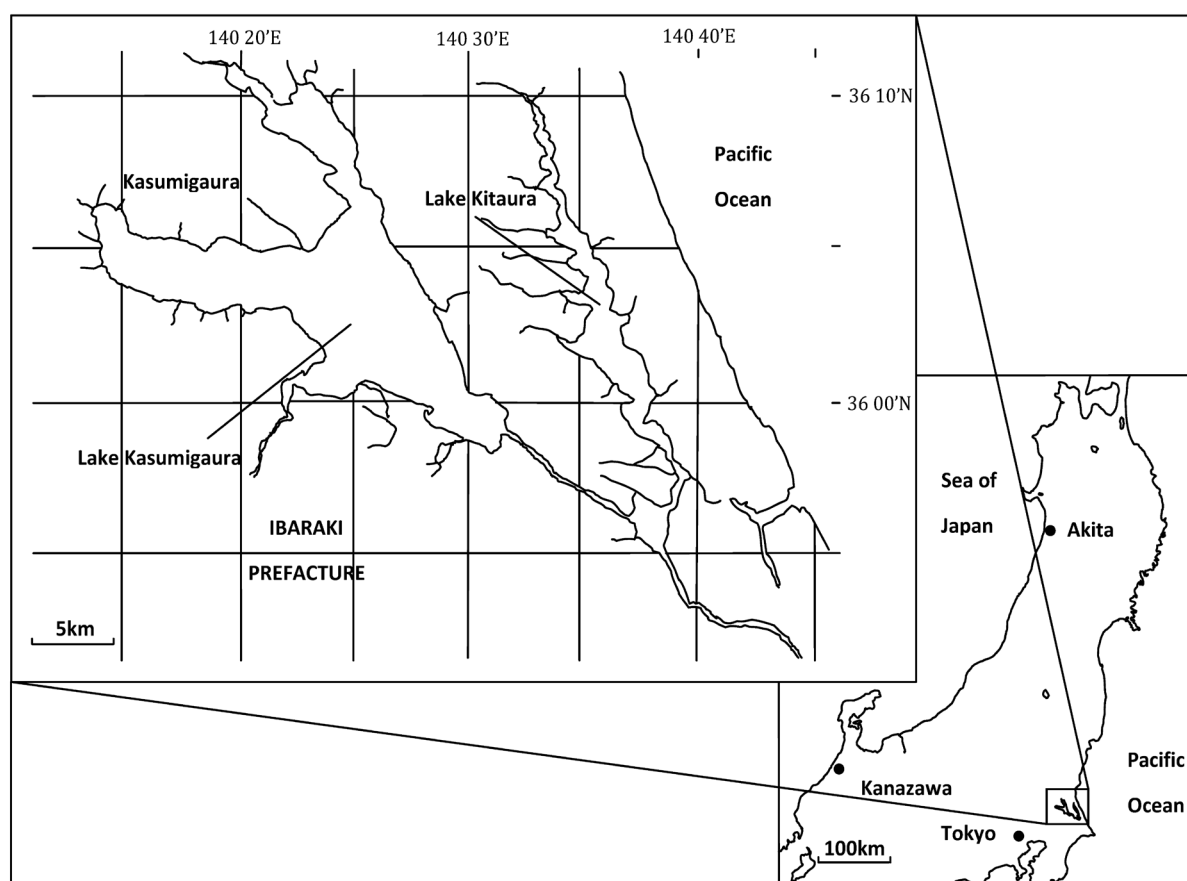 140 20’E
140 30’E
140 40’E
36 10’N
Pacific
Ocean
Kasumigaura
Lake Kitaura
36 00’N
Lake Kasumigaura
IBARAKI
PREFACTURE
5km
Sea of
Japan
Akita
Pacific
Ocean
Kanazawa
Tokyo
100km